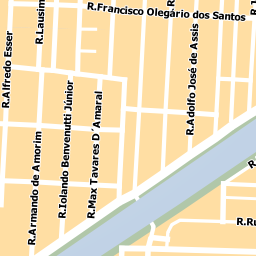 R.Francisco Olegário dos Santos
R.Alfredo Esser
R.Lausim
R.Adolfo José de Assis
R.Armando de Amorim
R.Iolando Benvenutti Júnior
R.Max Tavares D´Amaral
R.Ru